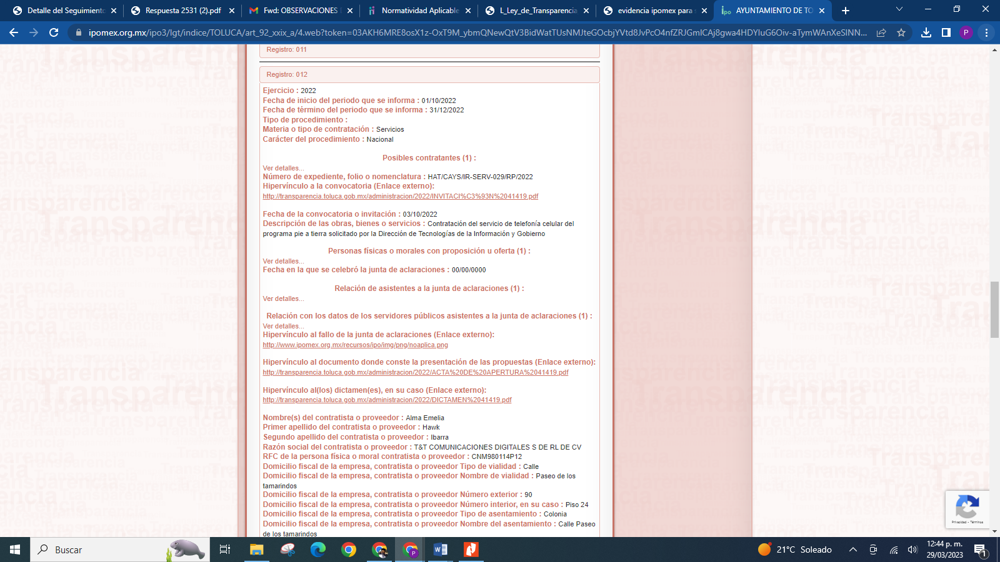 Detalle del Seguimiento
Respuesta 2531 (2).pdf
Fwd: OBSERVACIONES
Normatividad Aplicable
L_Ley_de_Transparencia
evidencia ipomex para s
AYUNTAMIENTO DE TO
ipomex.org.mx/ipo3/lgt/indice/TOLUCA/art_92_xxix_a/4.web?token=03AKH6MRE8osX1z-OxT9M_ybmQNewQtV3BidWatTUsNMJteGOcbjYVtd8JvPcO4nfZRJGmICAj8gwa4HDYIuG6Oiv-aTymWAnXeSlNN...
P
Registro: 011
Registro: 012
Ejercicio : 2022
Fecha de inicio del periodo que se informa : 01/10/2022
Fecha de término del periodo que se informa : 31/12/2022
Tipo de procedimiento :
Materia o tipo de contratación : Servicios
Carácter del procedimiento : Nacional
Posibles contratantes (1) :
Ver detalles...
Número de expediente, folio o nomenclatura : HAT/CAYS/IR-SERV-029/RP/2022
Hipervínculo a la convocatoria (Enlace externo):
http://transparencia.toluca.gob.mx/administracion/2022/INVITACI%C3%93N%2041419.pdf
Fecha de la convocatoria o invitación : 03/10/2022
Descripción de las obras, bienes o servicios : Contratación del servicio de telefonía celular del
programa pie a tierra solicitado por la Dirección de Tecnologías de la Información y Gobierno
Personas físicas o morales con proposición u oferta (1) :
Ver detalles...
Fecha en la que se celebró la junta de aclaraciones : 00/00/0000
Relación de asistentes a la junta de aclaraciones (1) :
Ver detalles...
Relación con los datos de los servidores públicos asistentes a la junta de aclaraciones (1) :
Ver detalles...
Hipervínculo al fallo de la junta de aclaraciones (Enlace externo):
http://www.ipomex.org.mx/recursos/ipo/img/png/noaplica.png
Hipervínculo al documento donde conste la presentación de las propuestas (Enlace externo):
http://transparencia.toluca.gob.mx/administracion/2022/ACTA%20DE%20APERTURA%2041419.pdf
Hipervínculo al(los) dictamen(es), en su caso (Enlace externo):
http://transparencia.toluca.gob.mx/administracion/2022/DICTAMEN%2041419.pdf
Nombre(s) del contratista o proveedor : Alma Emelia
Primer apellido del contratista o proveedor : Hawk
Segundo apellido del contratista o proveedor : Ibarra
Razón social del contratista o proveedor : T&T COMUNICACIONES DIGITALES S DE RL DE CV
RFC de la persona física o moral contratista o proveedor : CNM980114P12
Domicilio fiscal de la empresa, contratista o proveedor Tipo de vialidad : Calle
Domicilio fiscal de la empresa, contratista o proveedor Nombre de vialidad : Paseo de los
tamarindos
Domicilio fiscal de la empresa, contratista o proveedor Número exterior : 90
Domicilio fiscal de la empresa, contratista o proveedor Número interior, en su caso : Piso 24
Domicilio fiscal de la empresa, contratista o proveedor Tipo de asentamiento : Colonia
Domicilio fiscal de la empresa, contratista o proveedor Nombre del asentamiento : Calle Paseo
de los tamarindos
Privacidad - Términos
Buscar
21°C Soleado
12:44 p. m.
29/03/2023
1